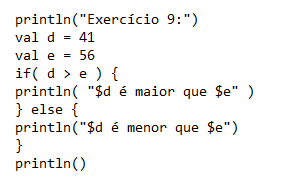 println("Exercício 9:")
val d = 41
val e = 56
if( d > e ) {
println( "$d é maior que $e" )
} else {
println("$d é menor que $e")
}
println()